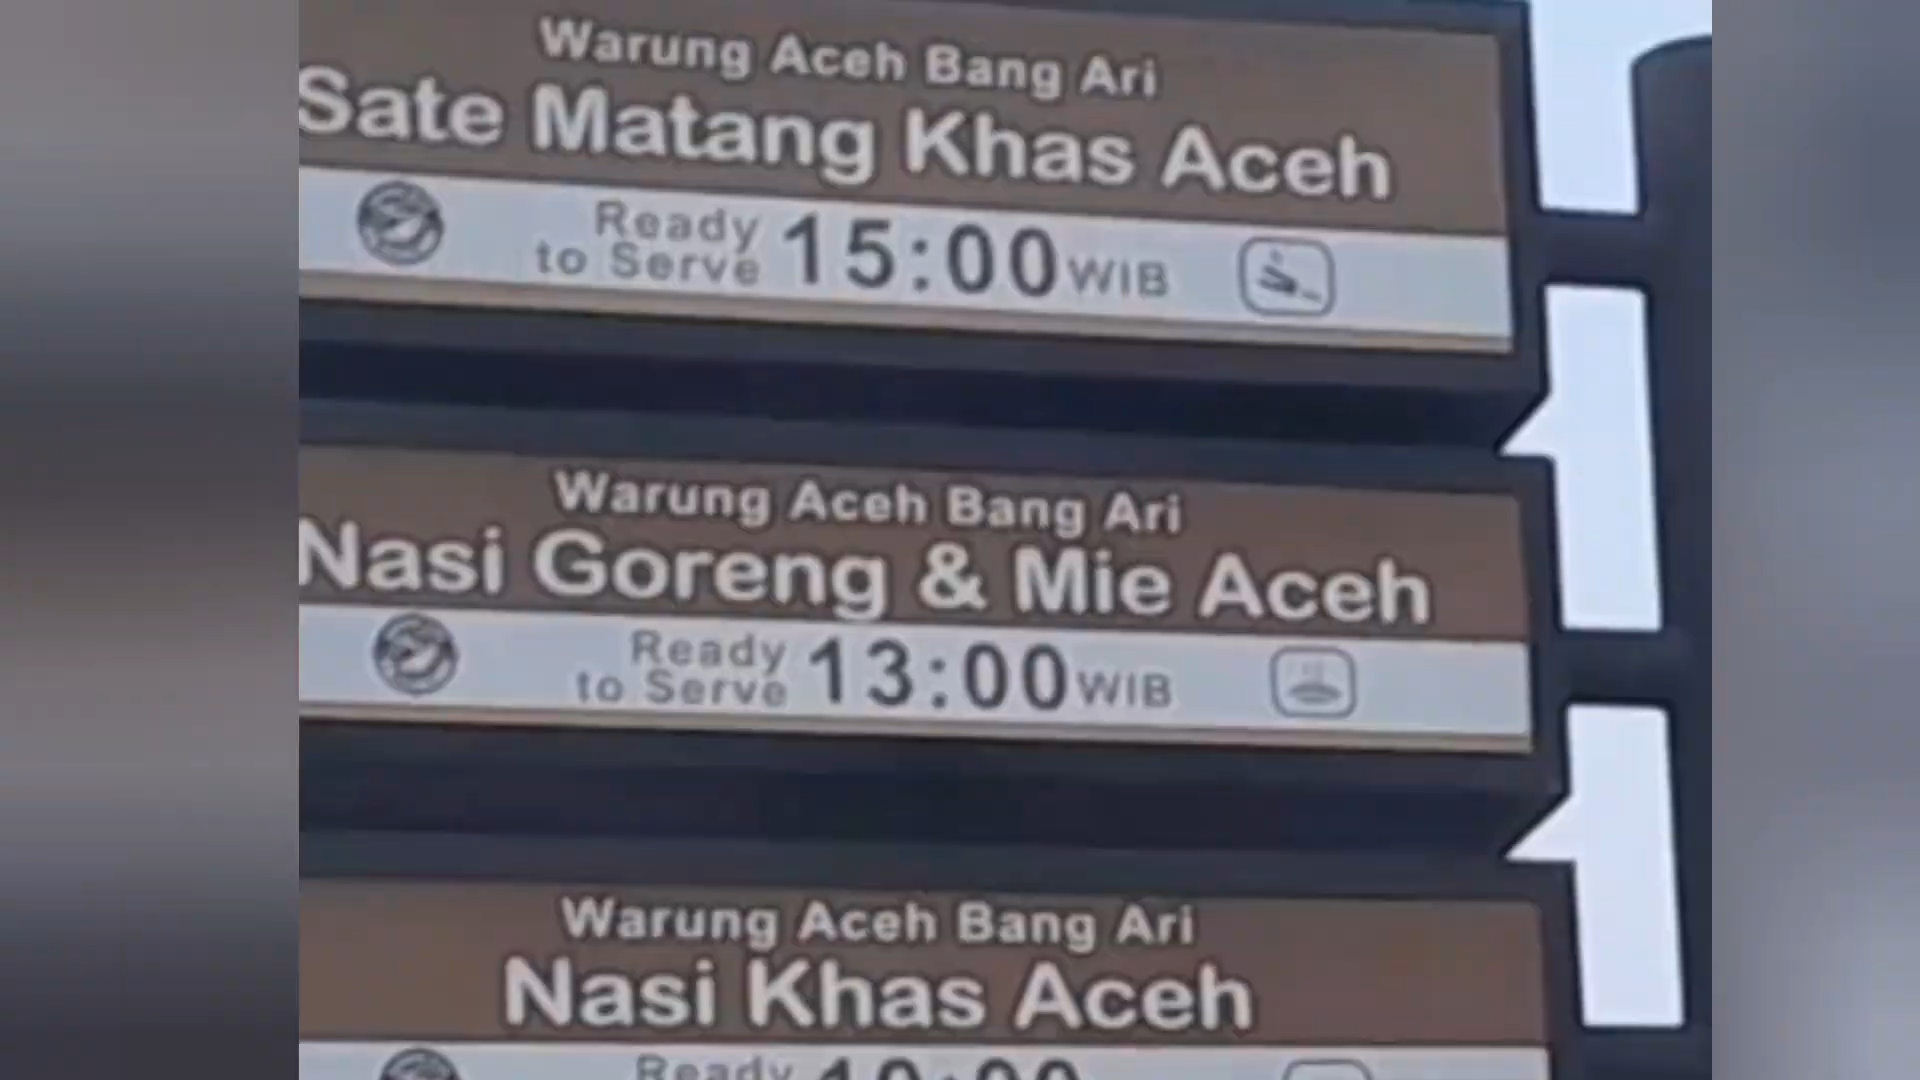 Warung Aceh Bang Ari
Sate Matang Khas Aceh
Ready
to Serve 15:00 WIB
Warung Aceh Bang Ari
Nasi Goreng & Mie Aceh
Ready
to Serve 13:00 WIB
Warung Aceh Bang Ari
Nasi Khas Aceh
Ready